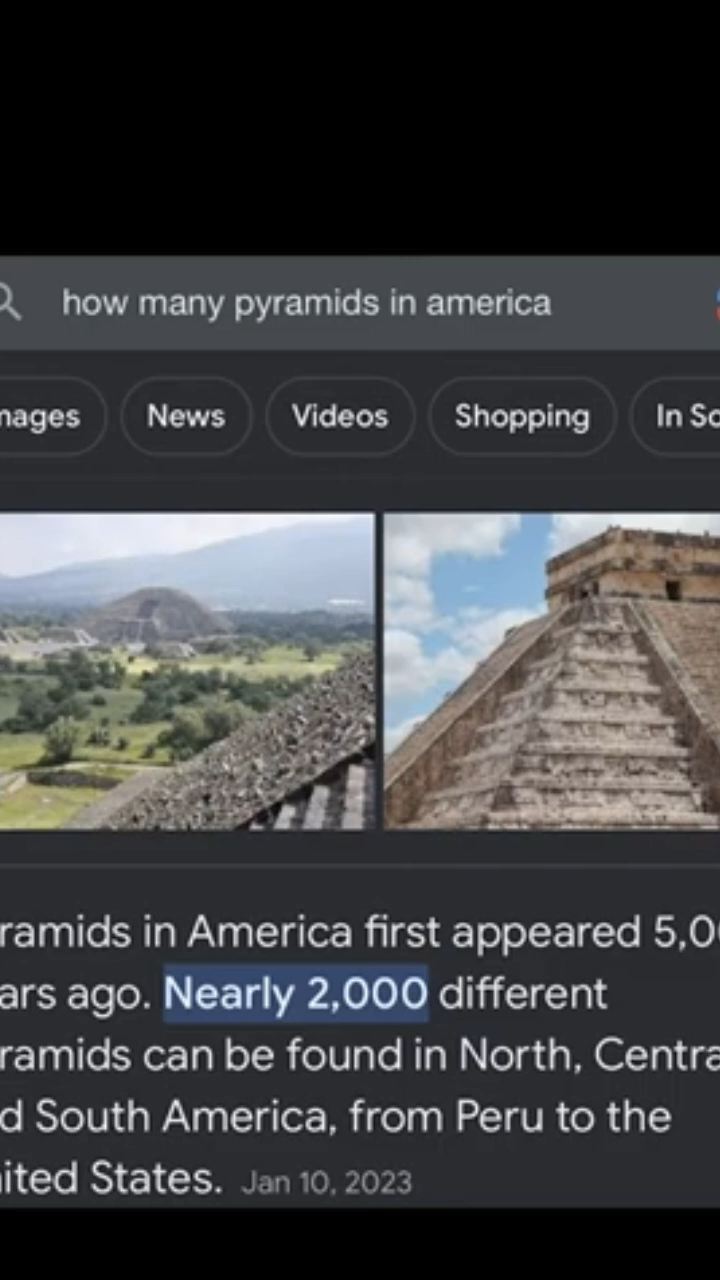 how many pyramids in america
mages News Videos Shopping In Sc
ramids in America first appeared 5,00
ars ago. Nearly 2,000 different
ramids can be found in North, Centra
d South America, from Peru to the
ited States. Jan 10, 2023